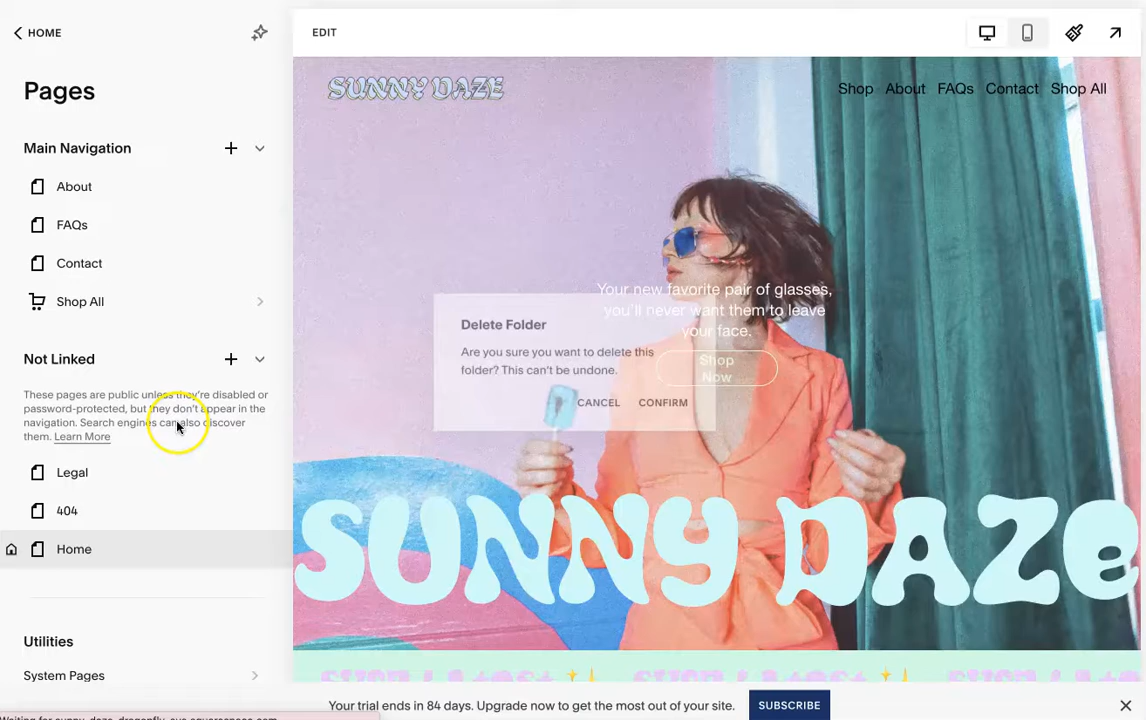 HOME
EDIT
Pages
SUNNY DAZE
Shop About FAQs Contact Shop All
Main Navigation
About
FAQs
Contact
Shop All
Your new favorite pair of glasses,
you'll never want them to leave
your face.
Shop
Now
Delete Folder
Are you sure you want to delete this
folder? This can't be undone.
CANCEL CONFIRM
Not Linked
These pages are public unless they're disabled or
password-protected, but they don't appear in the
navigation. Search engines can also discover
them. Learn More
Legal
404
Home
SUNNY DAZe
Utilities
System Pages
Your trial ends in 84 days. Upgrade now to get the most out of your site.
SUBSCRIBE